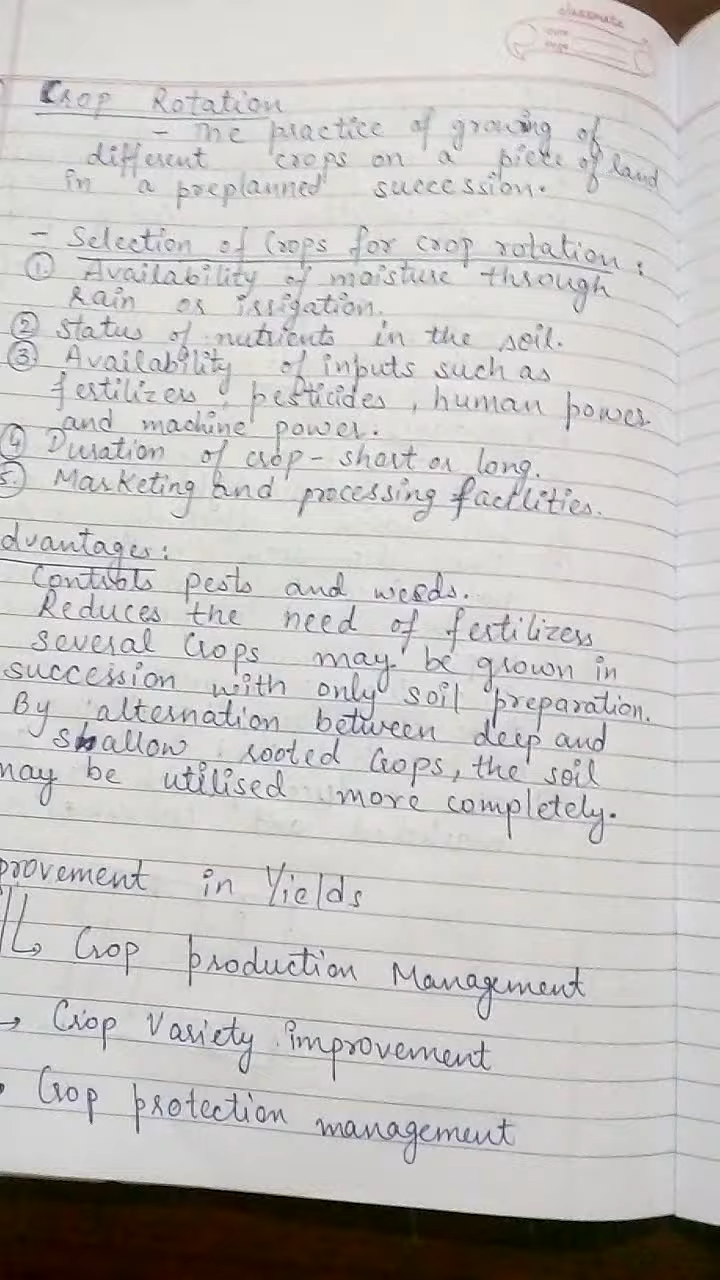 classmate
Date
Page
Crop Rotation
- The practice of growing of
different crops on a piece of land
in a preplanned succession.
- Selection of Crops for crop rotation:
① Availability of moisture through
Rain or irrigation.
② Status of nutrients in the soil.
③ Availability of inputs such as
fertilizers, pesticides, human power
and machine power.
④ Duration of crop - short or long.
5. Marketing and processing facilities.
dvantages:
Controls pests and weeds.
Reduces the need of fertilizers
several Crops may be grown in
succession with only soil preparation.
By alternation between deep and
shallow rooted Crops, the soil
may be utilised more completely.
provement in Yields
↳ Crop production Management
→ Crop Variety improvement
Crop protection management